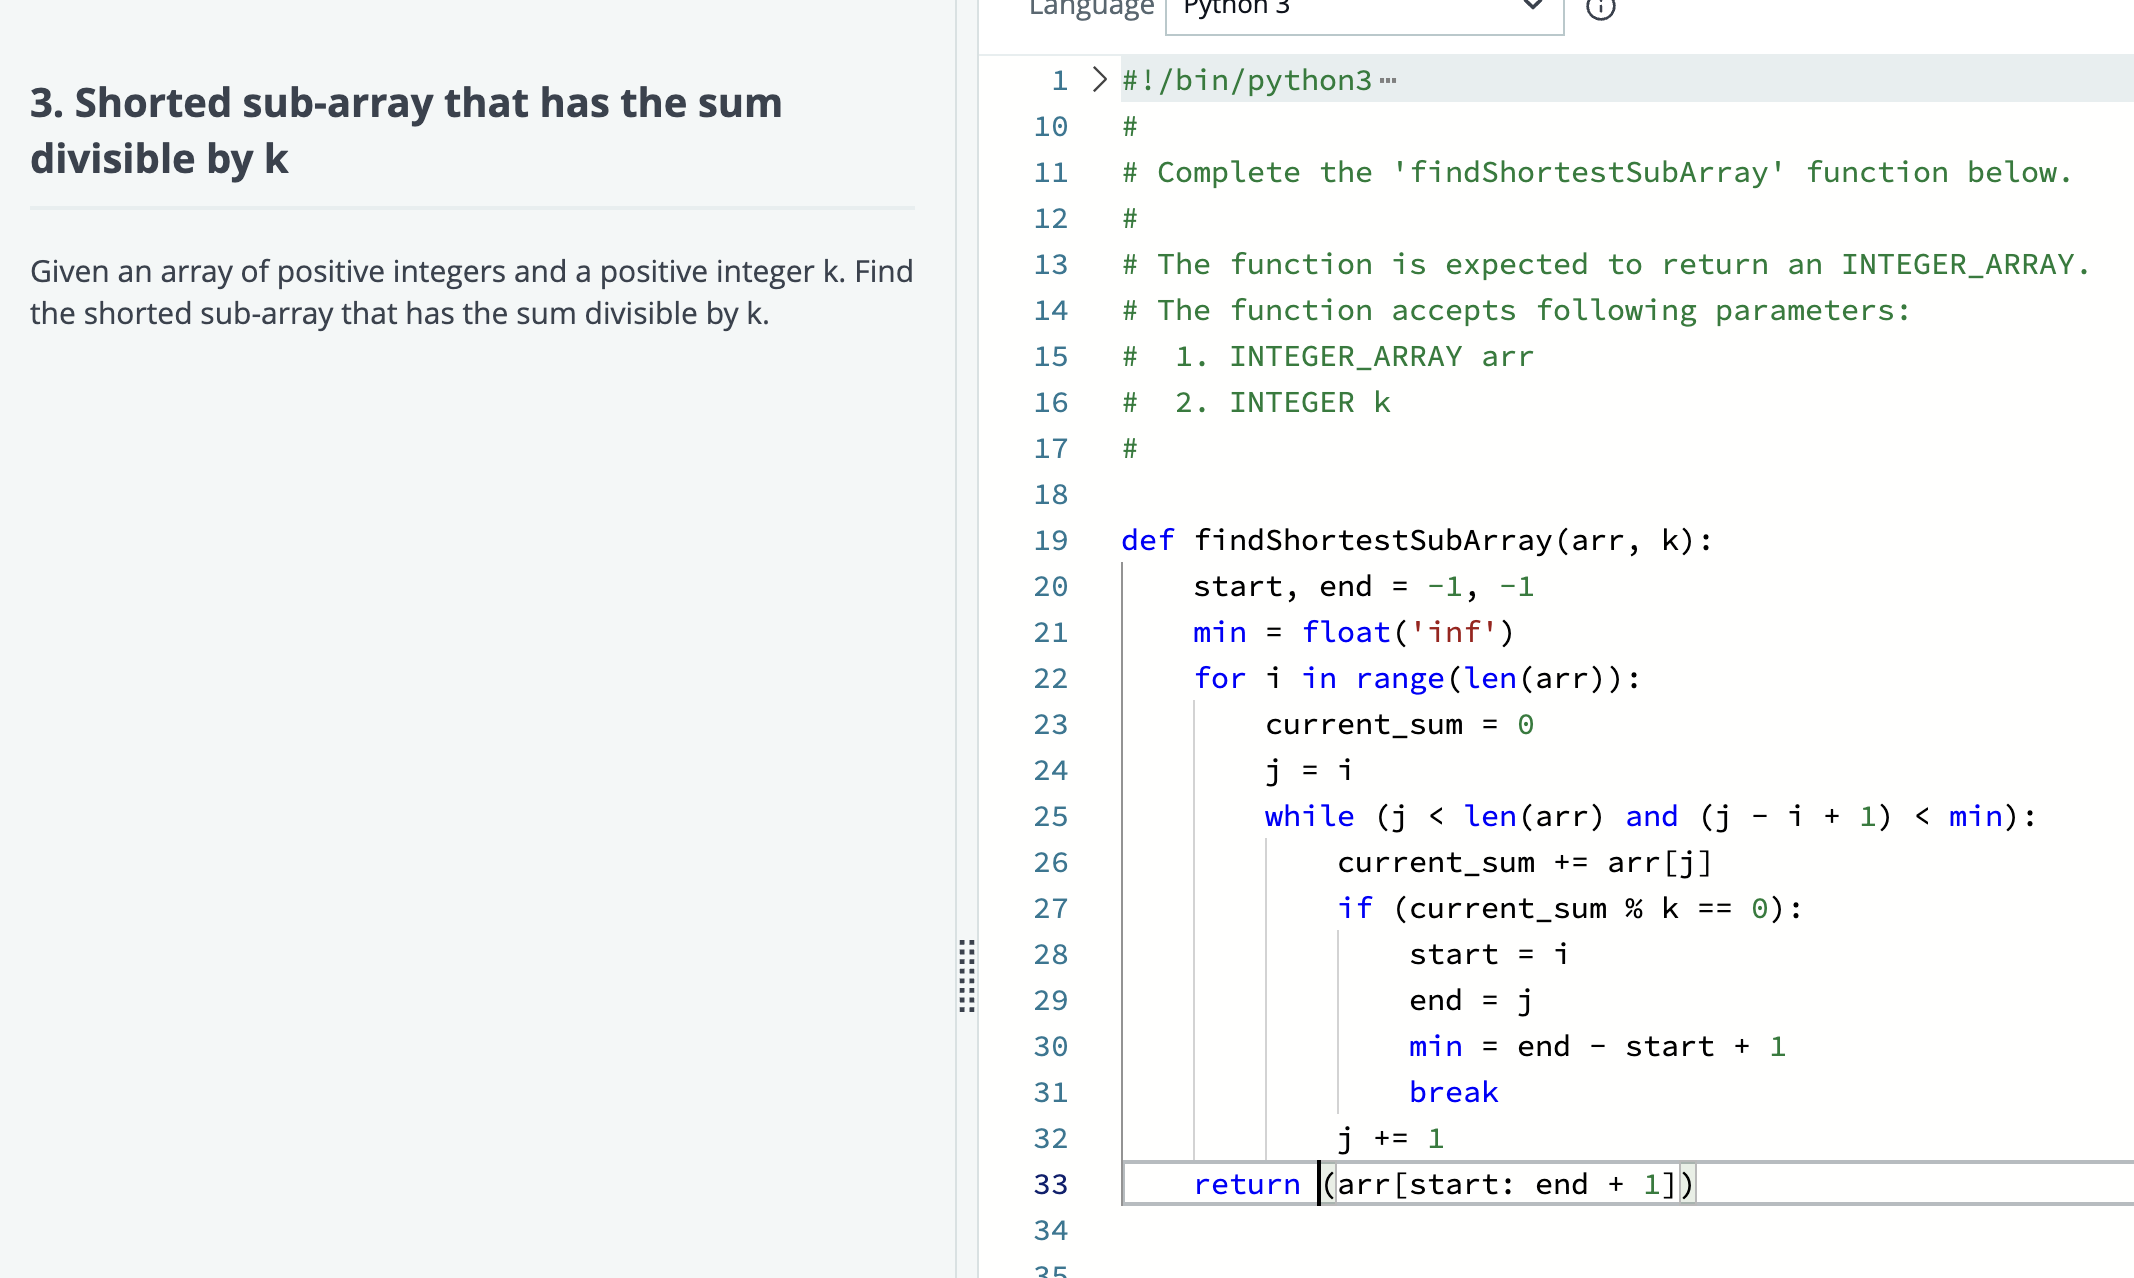 Language Python 3
3. Shorted sub-array that has the sum
divisible by k
Given an array of positive integers and a positive integer k. Find
the shorted sub-array that has the sum divisible by k.
1 #!/bin/python3 ⋯
10 #
11 # Complete the 'findShortestSubArray' function below.
12 #
13 # The function is expected to return an INTEGER_ARRAY.
14 # The function accepts following parameters:
15 #  1. INTEGER_ARRAY arr
16 #  2. INTEGER k
17 #
18
19 def findShortestSubArray(arr, k):
20     start, end = -1, -1
21     min = float('inf')
22     for i in range(len(arr)):
23         current_sum = 0
24         j = i
25         while (j < len(arr) and (j - i + 1) < min):
26             current_sum += arr[j]
27             if (current_sum % k == 0):
28                 start = i
29                 end = j
30                 min = end - start + 1
31                 break
32             j += 1
33     return (arr[start: end + 1])
34
35